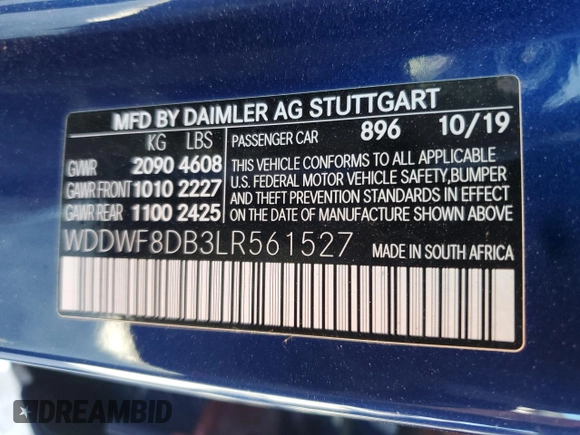 MFD BY DAIMLER AG STUTTGART
KG LBS PASSENGER CAR 896 10/19
GVWR 2090 4608
GAWR FRONT 1010 2227
GAWR REAR 1100 2425
THIS VEHICLE CONFORMS TO ALL APPLICABLE
U.S. FEDERAL MOTOR VEHICLE SAFETY,BUMPER
AND THEFT PREVENTION STANDARDS IN EFFECT
ON THE DATE OF MANUFACTURE SHOWN ABOVE
WDDWF8DB3LR561527 MADE IN SOUTH AFRICA
DREAMBID